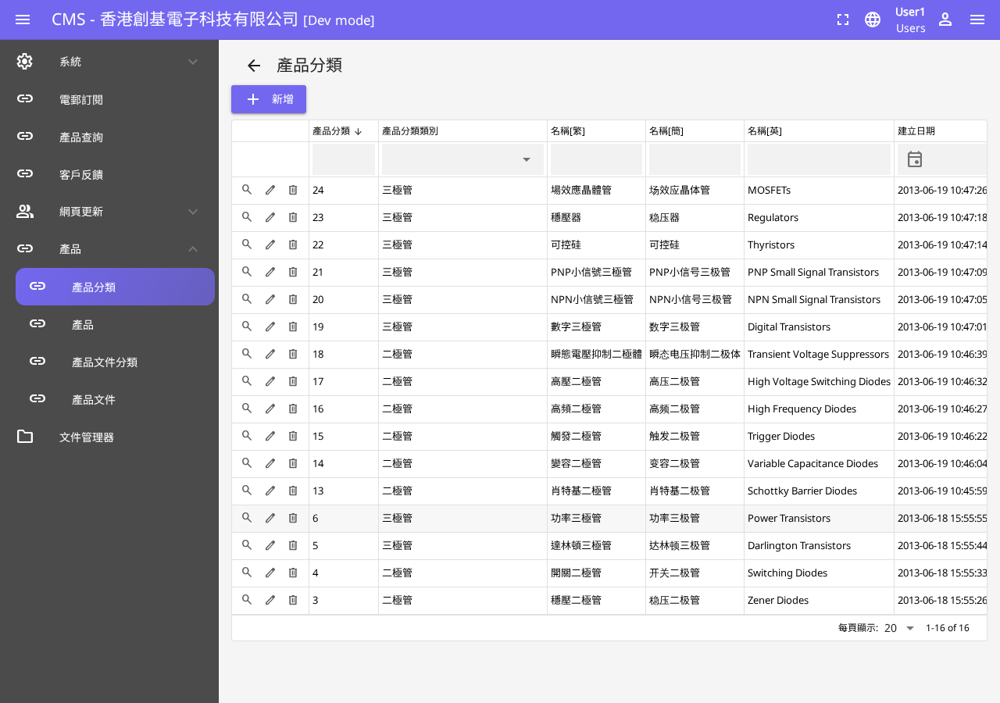 CMS - 香港創基電子科技有限公司 [Dev mode]
User1
Users
系統
電郵訂閱
產品查詢
客戶反饋
網頁更新
產品
產品分類
產品
產品文件分類
產品文件
文件管理器
產品分類
新增
產品分類 產品分類類別 名稱[繁] 名稱[簡] 名稱[英] 建立日期
24 三極管 場效應晶體管 场效应晶体管 MOSFETs 2013-06-19 10:47:26
23 三極管 穩壓器 稳压器 Regulators 2013-06-19 10:47:18
22 三極管 可控硅 可控硅 Thyristors 2013-06-19 10:47:14
21 三極管 PNP小信號三極管 PNP小信号三极管 PNP Small Signal Transistors 2013-06-19 10:47:09
20 三極管 NPN小信號三極管 NPN小信号三极管 NPN Small Signal Transistors 2013-06-19 10:47:05
19 三極管 數字三極管 数字三极管 Digital Transistors 2013-06-19 10:47:01
18 二極管 瞬態電壓抑制二極體 瞬态电压抑制二极体 Transient Voltage Suppressors 2013-06-19 10:46:39
17 二極管 高壓二極管 高压二极管 High Voltage Switching Diodes 2013-06-19 10:46:32
16 二極管 高頻二極管 高频二极管 High Frequency Diodes 2013-06-19 10:46:27
15 二極管 觸發二極管 触发二极管 Trigger Diodes 2013-06-19 10:46:22
14 二極管 變容二極管 变容二极管 Variable Capacitance Diodes 2013-06-19 10:46:04
13 二極管 肖特基二極管 肖特基二极管 Schottky Barrier Diodes 2013-06-19 10:45:59
6 三極管 功率三極管 功率三极管 Power Transistors 2013-06-18 15:55:55
5 三極管 達林頓三極管 达林顿三极管 Darlington Transistors 2013-06-18 15:55:44
4 二極管 開關二極管 开关二极管 Switching Diodes 2013-06-18 15:55:33
3 二極管 穩壓二極管 稳压二极管 Zener Diodes 2013-06-18 15:55:26
每頁顯示: 20 1-16 of 16